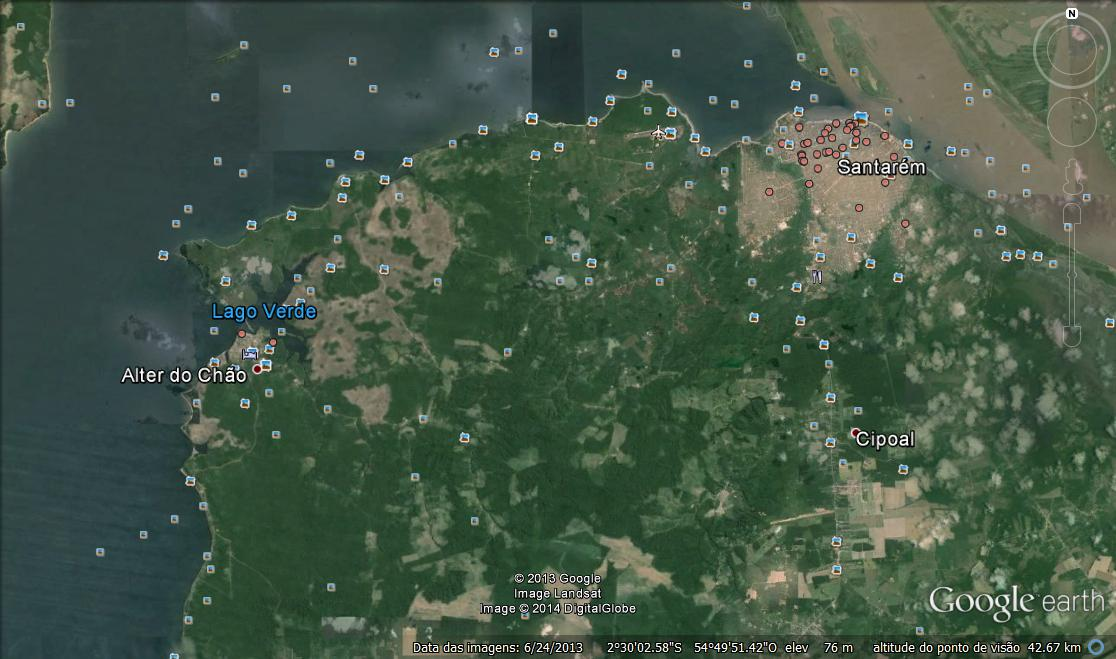 N
Santarém
Lago Verde
Alter do Chão
Cipoal
© 2013 Google
Image Landsat
Image © 2014 DigitalGlobe
Google earth
Data das imagens: 6/24/2013 2°30'02.58"S 54°49'51.42"O elev 76 m altitude do ponto de visão 42.67 km